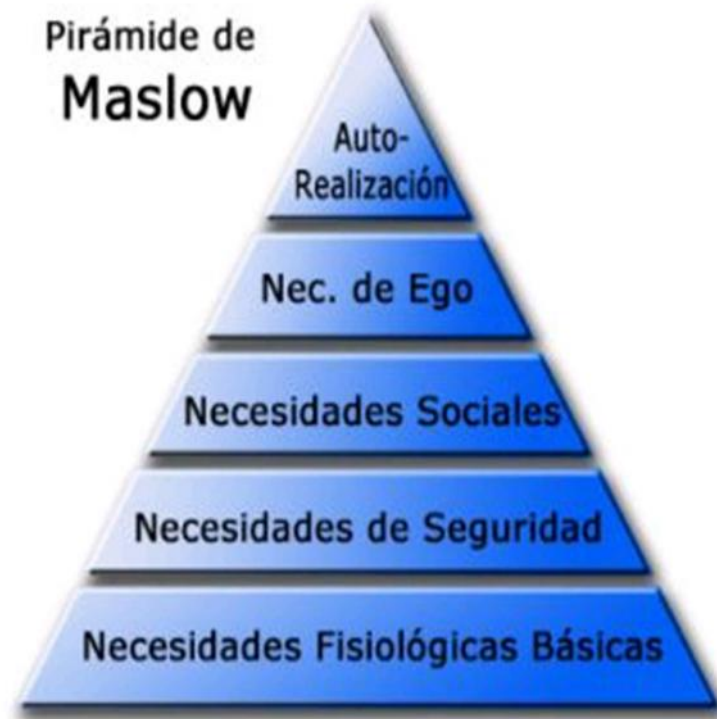 Pirámide de
Maslow
Auto-
Realización
Nec. de Ego
Necesidades Sociales
Necesidades de Seguridad
Necesidades Fisiológicas Básicas